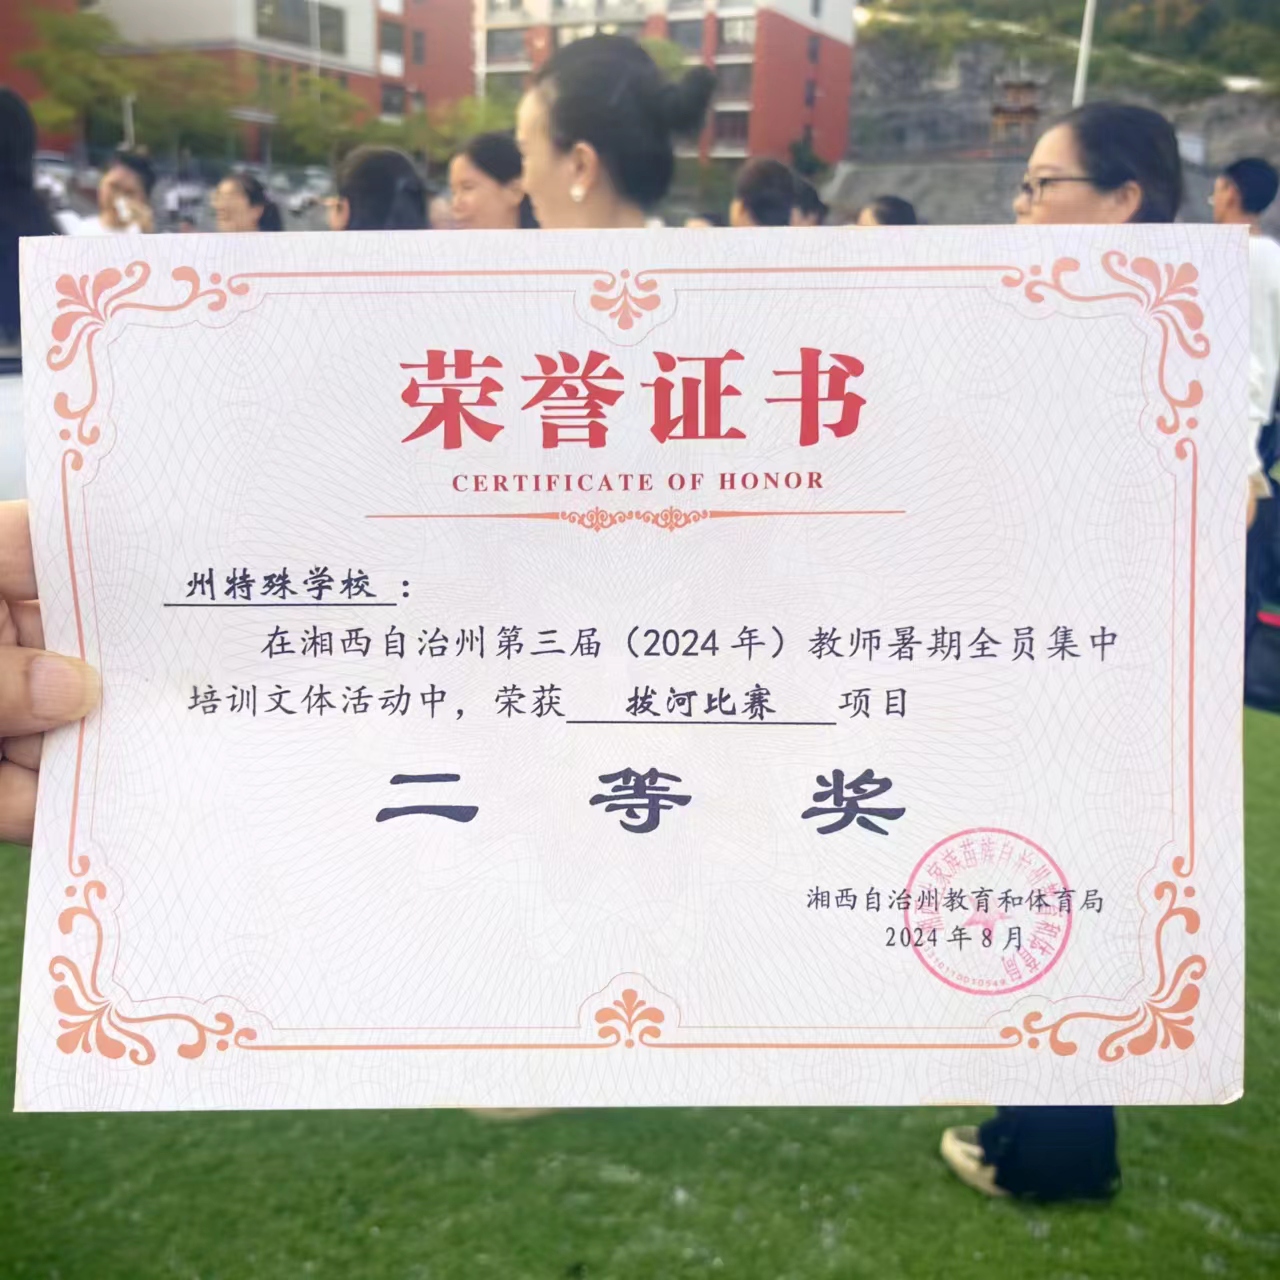 荣誉证书
CERTIFICATE OF HONOR
州特殊学校：
在湘西自治州第三届（2024年）教师暑期全员集中
培训文体活动中，荣获 拔河比赛 项目
二等奖
湘西自治州教育和体育局
2024年8月